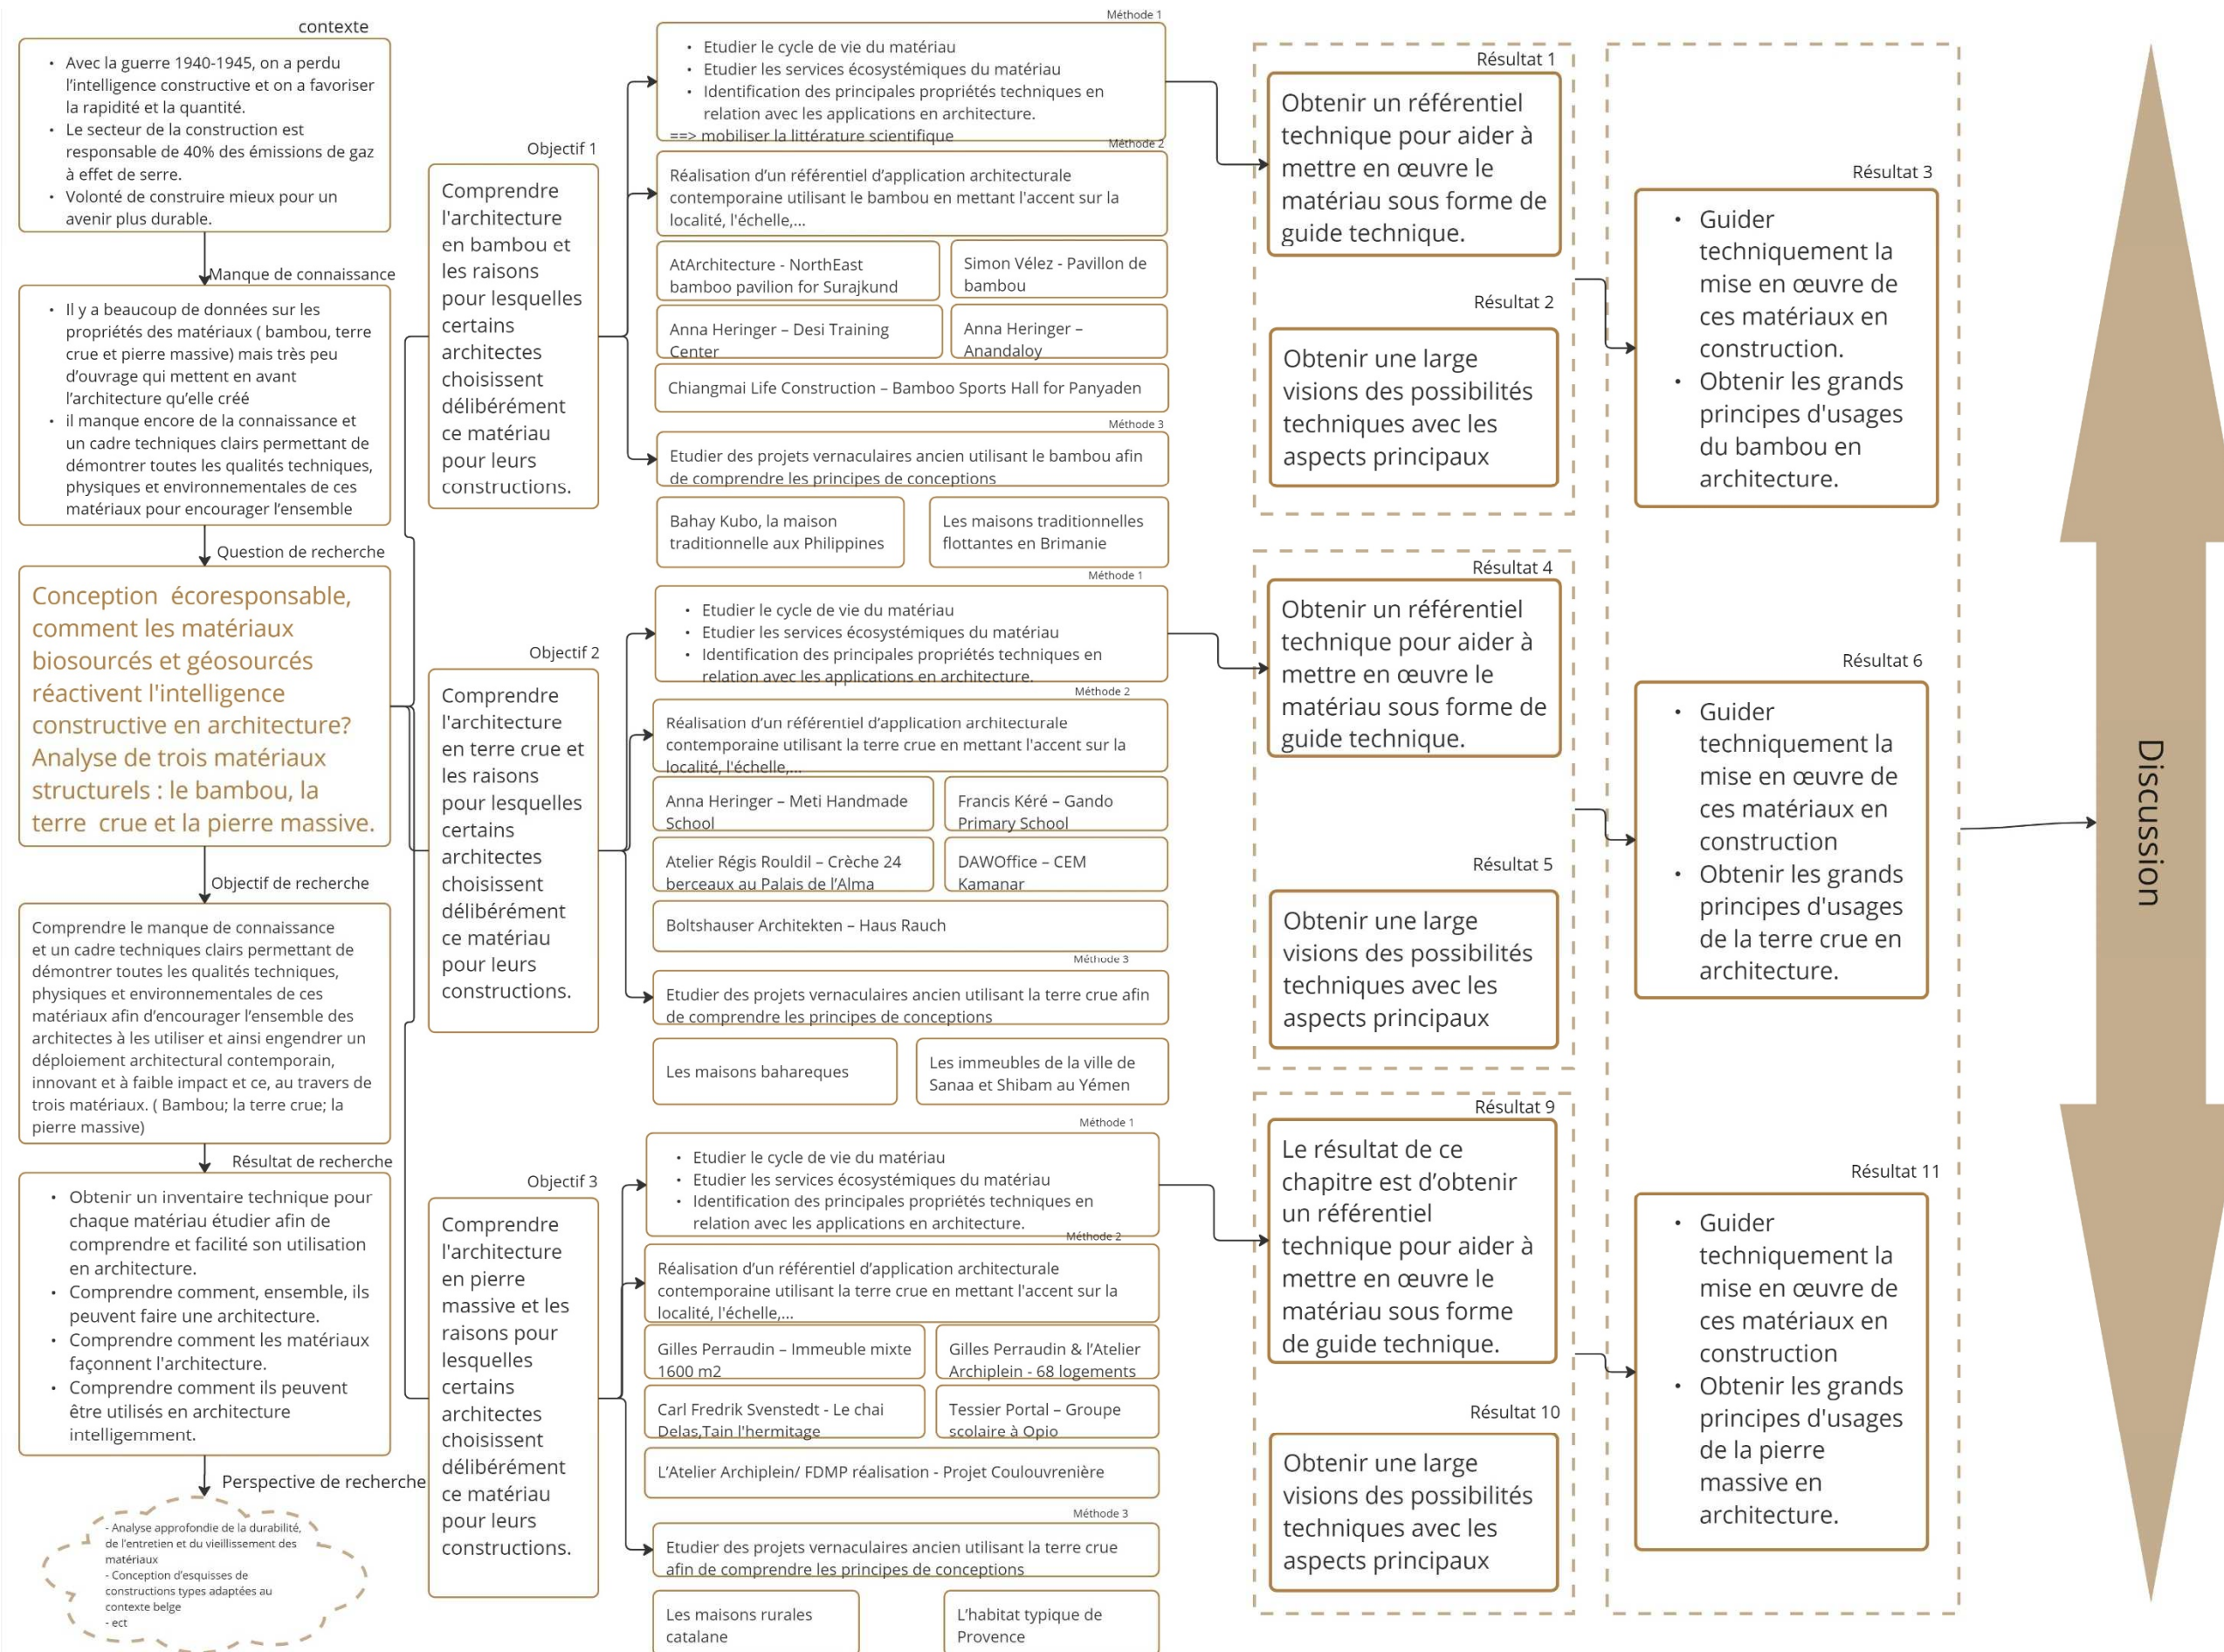 contexte
• Avec la guerre 1940-1945, on a perdu
l'intelligence constructive et on a favoriser
la rapidité et la quantité.
• Le secteur de la construction est
responsable de 40% des émissions de gaz
à effet de serre.
• Volonté de construire mieux pour un
avenir plus durable.
Manque de connaissance
• Il y a beaucoup de données sur les
propriétés des matériaux ( bambou, terre
crue et pierre massive) mais très peu
d'ouvrage qui mettent en avant
l'architecture qu'elle créé
• il manque encore de la connaissance et
un cadre techniques clairs permettant de
démontrer toutes les qualités techniques,
physiques et environnementales de ces
matériaux pour encourager l'ensemble
Question de recherche
Conception écoresponsable,
comment les matériaux
biosourcés et géosourcés
réactivent l'intelligence
constructive en architecture?
Analyse de trois matériaux
structurels : le bambou, la
terre crue et la pierre massive.
Objectif de recherche
Comprendre le manque de connaissance
et un cadre techniques clairs permettant de
démontrer toutes les qualités techniques,
physiques et environnementales de ces
matériaux afin d'encourager l'ensemble des
architectes à les utiliser et ainsi engendrer un
déploiement architectural contemporain,
innovant et à faible impact et ce, au travers de
trois matériaux. ( Bambou; la terre crue; la
pierre massive)
Résultat de recherche
• Obtenir un inventaire technique pour
chaque matériau étudier afin de
comprendre et facilité son utilisation
en architecture.
• Comprendre comment, ensemble, ils
peuvent faire une architecture.
• Comprendre comment les matériaux
façonnent l'architecture.
• Comprendre comment ils peuvent
être utilisés en architecture
intelligemment.
Perspective de recherche
- Analyse approfondie de la durabilité,
de l'entretien et du vieillissement des
matériaux
- Conception d'esquisses de
constructions types adaptées au
contexte belge
- ect
Objectif 1
Comprendre
l'architecture
en bambou et
les raisons
pour lesquelles
certains
architectes
choisissent
délibérément
ce matériau
pour leurs
constructions.
Méthode 1
• Etudier le cycle de vie du matériau
• Etudier les services écosystémiques du matériau
• Identification des principales propriétés techniques en
relation avec les applications en architecture.
==> mobiliser la littérature scientifique
Méthode 2
Réalisation d'un référentiel d'application architecturale
contemporaine utilisant le bambou en mettant l'accent sur la
localité, l'échelle,...
AtArchitecture - NorthEast
bamboo pavilion for Surajkund
Simon Vélez - Pavillon de
bambou
Anna Heringer – Desi Training
Center
Anna Heringer –
Anandaloy
Chiangmai Life Construction – Bamboo Sports Hall for Panyaden
Méthode 3
Etudier des projets vernaculaires ancien utilisant le bambou afin
de comprendre les principes de conceptions
Bahay Kubo, la maison
traditionnelle aux Philippines
Les maisons traditionnelles
flottantes en Brimanie
Objectif 2
Comprendre
l'architecture
en terre crue et
les raisons
pour lesquelles
certains
architectes
choisissent
délibérément
ce matériau
pour leurs
constructions.
Méthode 1
• Etudier le cycle de vie du matériau
• Etudier les services écosystémiques du matériau
• Identification des principales propriétés techniques en
relation avec les applications en architecture.
Méthode 2
Réalisation d'un référentiel d'application architecturale
contemporaine utilisant la terre crue en mettant l'accent sur la
localité, l'échelle,...
Anna Heringer – Meti Handmade
School
Francis Kéré – Gando
Primary School
Atelier Régis Rouldil – Crèche 24
berceaux au Palais de l'Alma
DAWOffice – CEM
Kamanar
Boltshauser Architekten – Haus Rauch
Méthode 3
Etudier des projets vernaculaires ancien utilisant la terre crue afin
de comprendre les principes de conceptions
Les maisons bahareques
Les immeubles de la ville de
Sanaa et Shibam au Yémen
Objectif 3
Comprendre
l'architecture
en pierre
massive et les
raisons pour
lesquelles
certains
architectes
choisissent
délibérément
ce matériau
pour leurs
constructions.
Méthode 1
• Etudier le cycle de vie du matériau
• Etudier les services écosystémiques du matériau
• Identification des principales propriétés techniques en
relation avec les applications en architecture.
Méthode 2
Réalisation d'un référentiel d'application architecturale
contemporaine utilisant la terre crue en mettant l'accent sur la
localité, l'échelle,...
Gilles Perraudin – Immeuble mixte
1600 m2
Gilles Perraudin & l'Atelier
Archiplein - 68 logements
Carl Fredrik Svenstedt - Le chai
Delas,Tain l'hermitage
Tessier Portal – Groupe
scolaire à Opio
L'Atelier Archiplein/ FDMP réalisation - Projet Coulouvrenière
Méthode 3
Etudier des projets vernaculaires ancien utilisant la terre crue
afin de comprendre les principes de conceptions
Les maisons rurales
catalane
L'habitat typique de
Provence
Résultat 1
Obtenir un référentiel
technique pour aider à
mettre en œuvre le
matériau sous forme de
guide technique.
Résultat 2
Obtenir une large
visions des possibilités
techniques avec les
aspects principaux
Résultat 4
Obtenir un référentiel
technique pour aider à
mettre en œuvre le
matériau sous forme de
guide technique.
Résultat 5
Obtenir une large
visions des possibilités
techniques avec les
aspects principaux
Résultat 9
Le résultat de ce
chapitre est d'obtenir
un référentiel
technique pour aider à
mettre en œuvre le
matériau sous forme
de guide technique.
Résultat 10
Obtenir une large
visions des possibilités
techniques avec les
aspects principaux
Résultat 3
• Guider
techniquement la
mise en œuvre de
ces matériaux en
construction.
• Obtenir les grands
principes d'usages
du bambou en
architecture.
Résultat 6
• Guider
techniquement la
mise en œuvre de
ces matériaux en
construction
• Obtenir les grands
principes d'usages
de la terre crue en
architecture.
Résultat 11
• Guider
techniquement la
mise en œuvre de
ces matériaux en
construction
• Obtenir les grands
principes d'usages
de la pierre
massive en
architecture.
Discussion